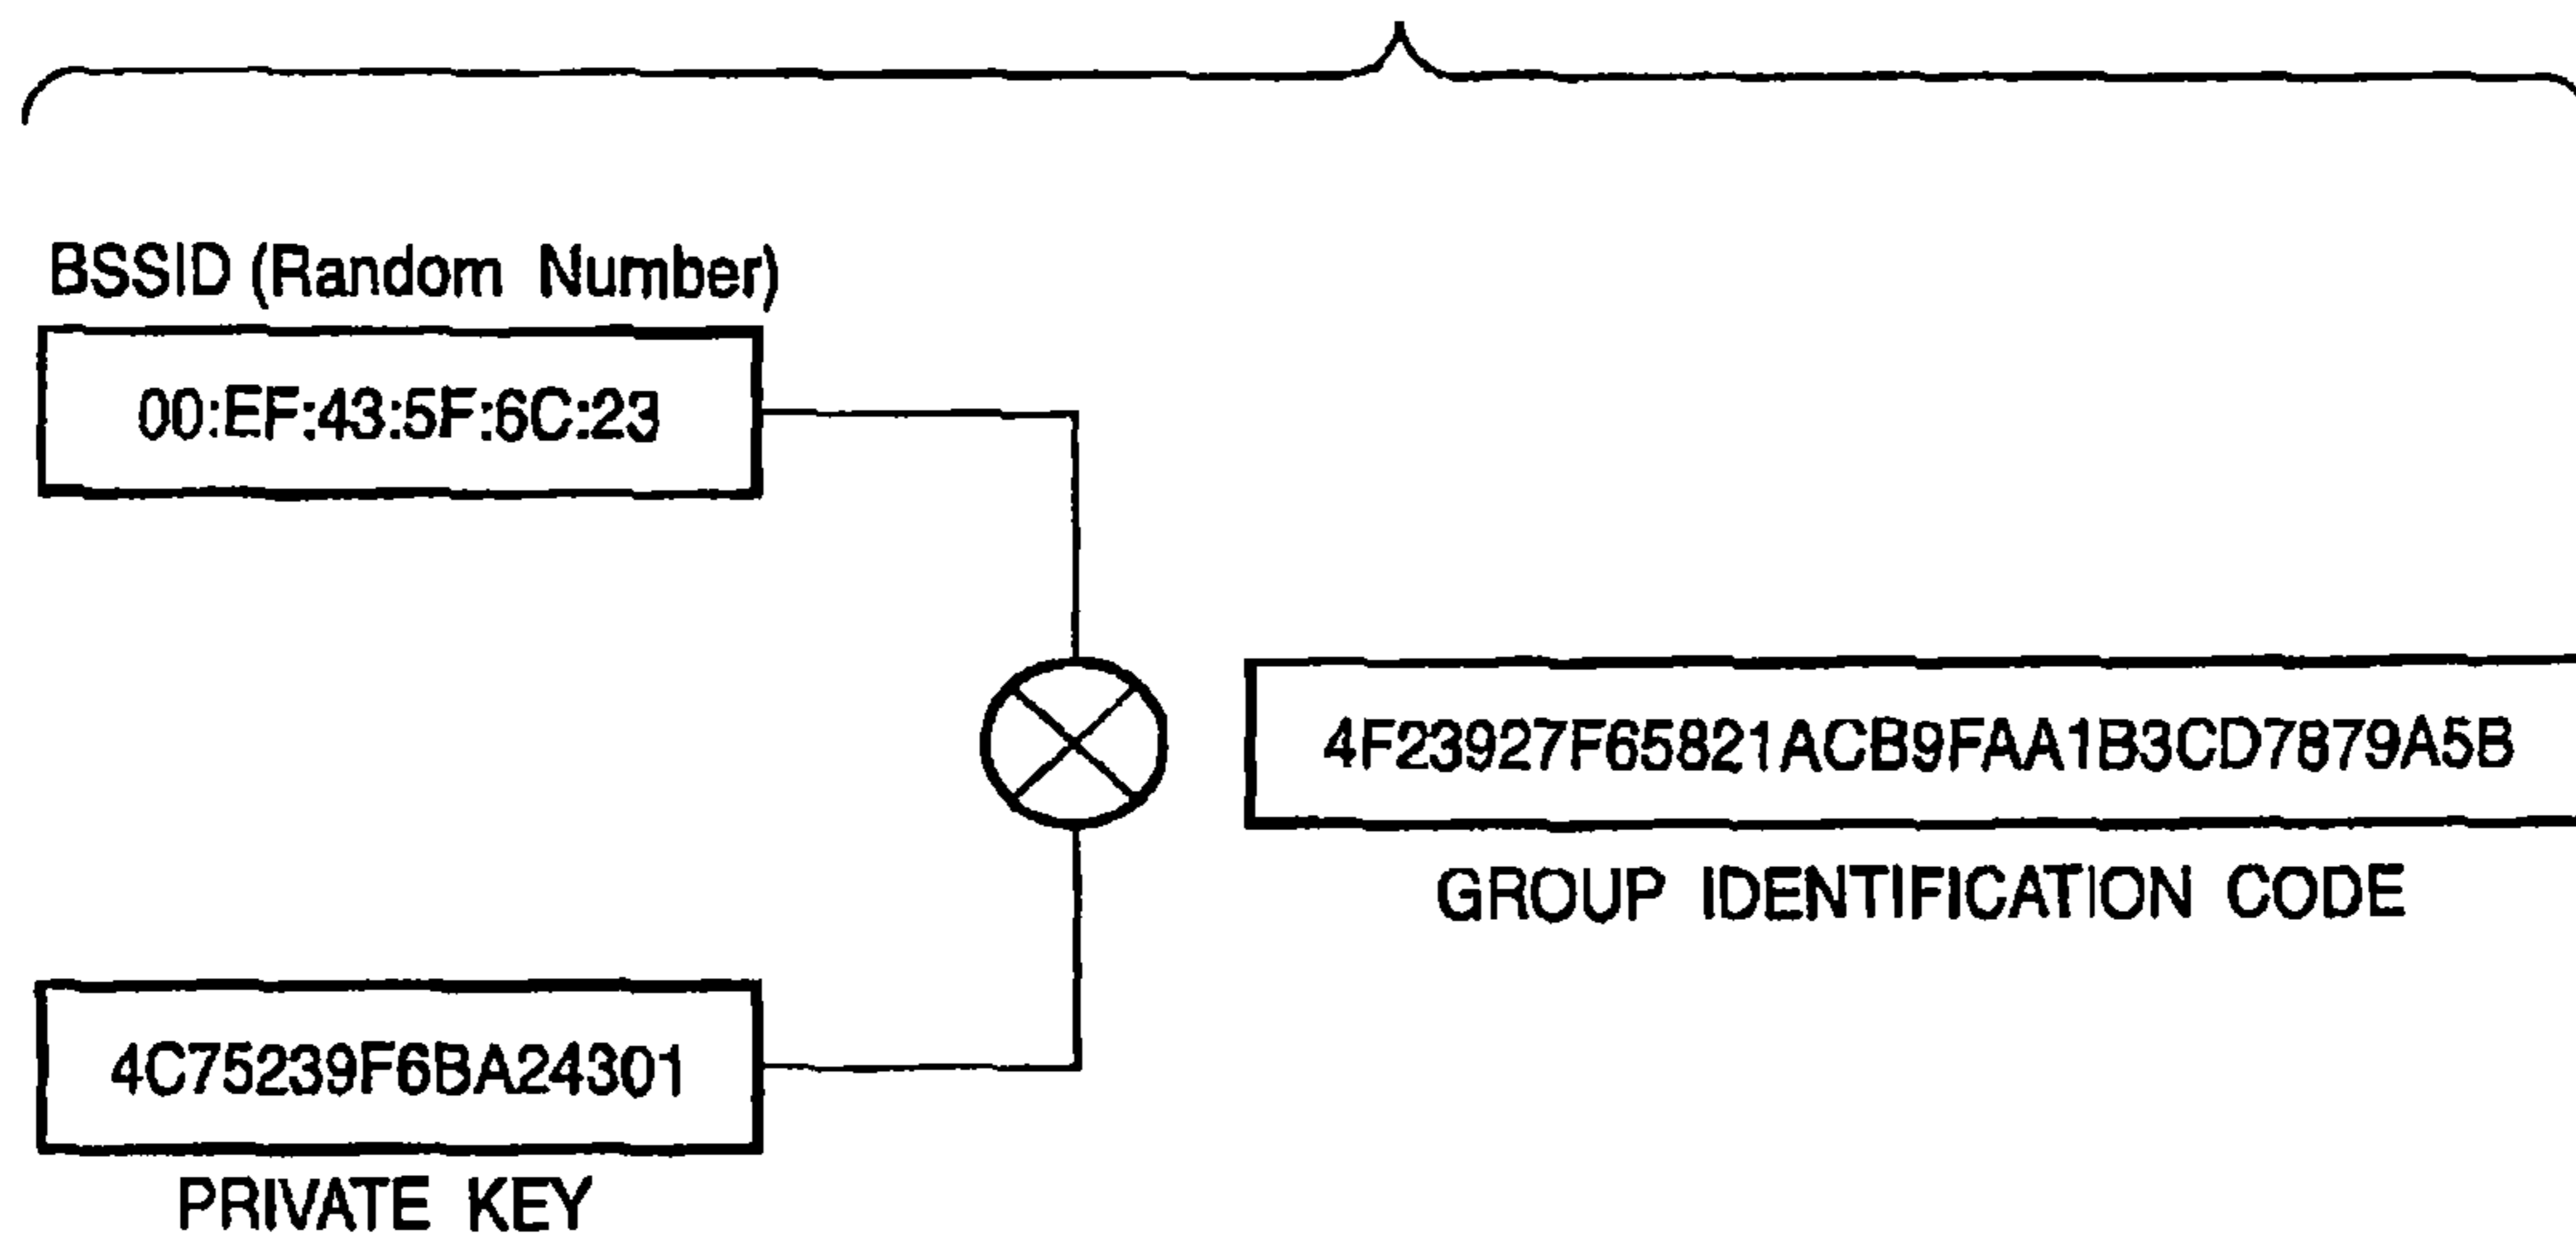 BSSID (Random Number)
00:EF:43:5F:6C:23
4F23927F65821ACB9FAA1B3CD7879A5B
GROUP IDENTIFICATION CODE
4C75239F6BA24301
PRIVATE KEY